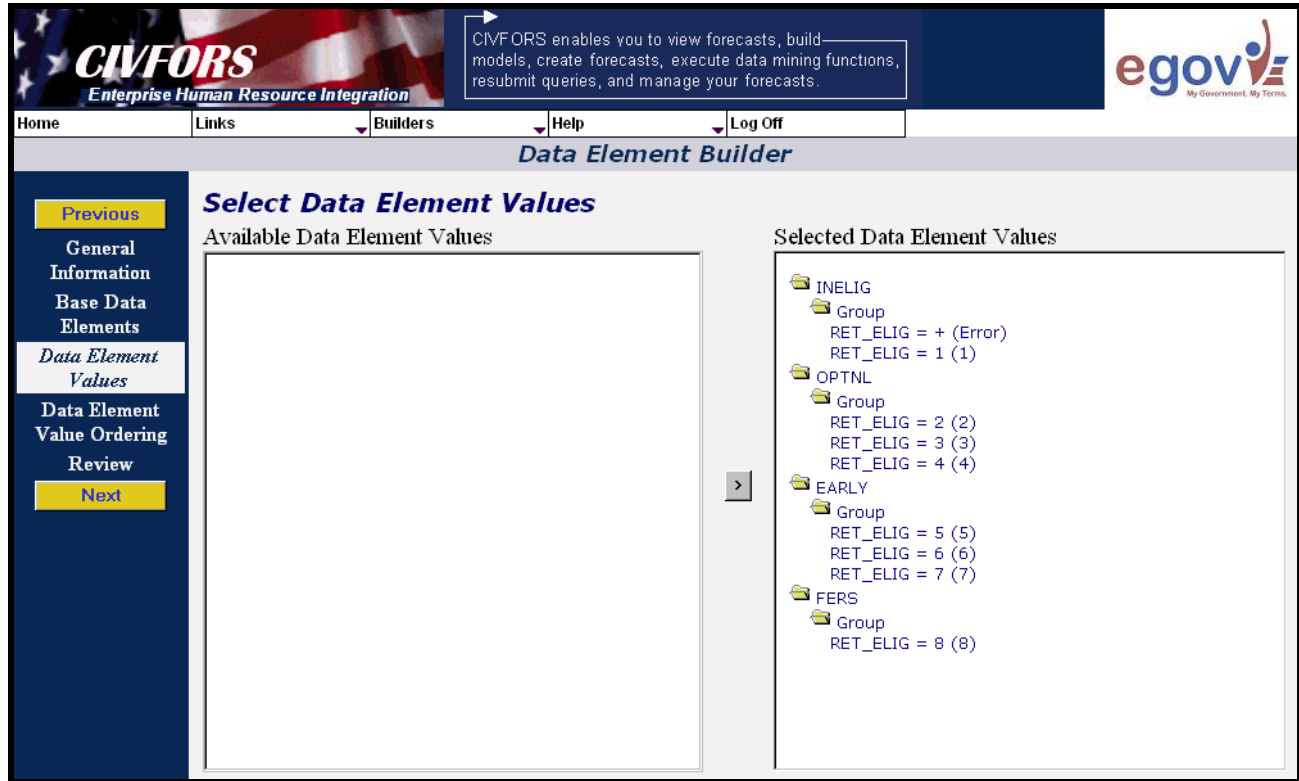 CIVFORS
Enterprise Human Resource Integration
CIVFORS enables you to view forecasts, build
models, create forecasts, execute data mining functions,
resubmit queries, and manage your forecasts.
egov
My Government. My Terms.
Home Links Builders Help Log Off
Data Element Builder
Previous
General
Information
Base Data
Elements
Data Element
Values
Data Element
Value Ordering
Review
Next
Select Data Element Values
Available Data Element Values
>
Selected Data Element Values
INELIG
Group
RET_ELIG = + (Error)
RET_ELIG = 1 (1)
OPTNL
Group
RET_ELIG = 2 (2)
RET_ELIG = 3 (3)
RET_ELIG = 4 (4)
EARLY
Group
RET_ELIG = 5 (5)
RET_ELIG = 6 (6)
RET_ELIG = 7 (7)
FERS
Group
RET_ELIG = 8 (8)